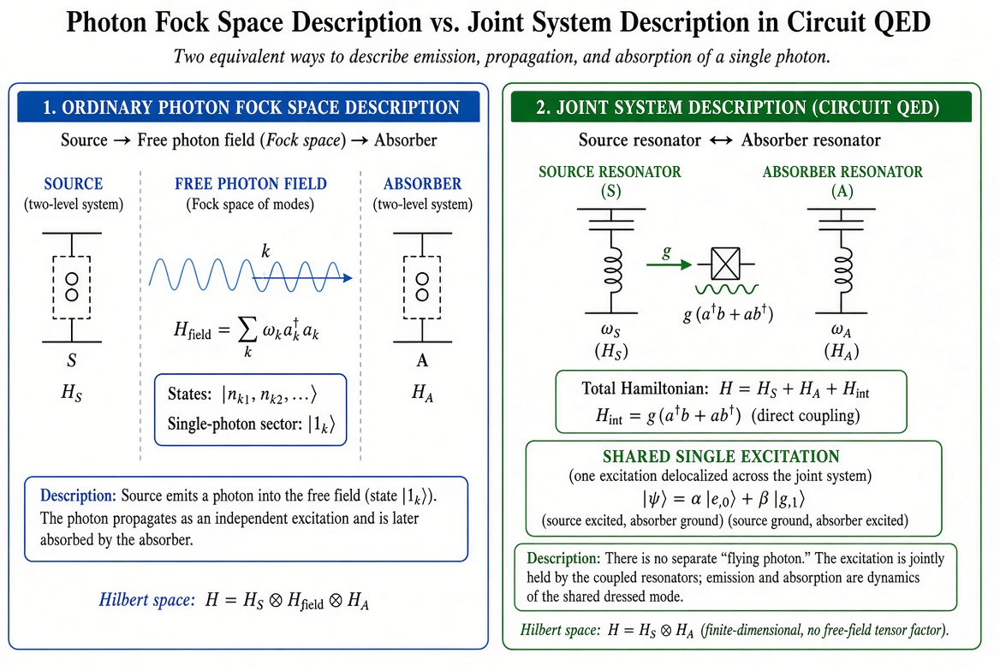 Photon Fock Space Description vs. Joint System Description in Circuit QED
Two equivalent ways to describe emission, propagation, and absorption of a single photon.
1. ORDINARY PHOTON FOCK SPACE DESCRIPTION
Source → Free photon field (Fock space) → Absorber
SOURCE
(two-level system)
S
H_S
FREE PHOTON FIELD
(Fock space of modes)
k
H_field = ∑_k ω_k a_k^† a_k
States: |n_{k1}, n_{k2}, …⟩
Single-photon sector: |1_k⟩
ABSORBER
(two-level system)
A
H_A
Description: Source emits a photon into the free field (state |1_k⟩).
The photon propagates as an independent excitation and is later
absorbed by the absorber.
Hilbert space: H = H_S ⊗ H_field ⊗ H_A
2. JOINT SYSTEM DESCRIPTION (CIRCUIT QED)
Source resonator ↔ Absorber resonator
SOURCE RESONATOR
(S)
ω_S
(H_S)
g
g (a†b + ab†)
ABSORBER RESONATOR
(A)
ω_A
(H_A)
Total Hamiltonian: H = H_S + H_A + H_int
H_int = g (a†b + ab†) (direct coupling)
SHARED SINGLE EXCITATION
(one excitation delocalized across the joint system)
|ψ⟩ = α |e,0⟩ + β |g,1⟩
(source excited, absorber ground) (source ground, absorber excited)
Description: There is no separate “flying photon.” The excitation is jointly
held by the coupled resonators; emission and absorption are dynamics
of the shared dressed mode.
Hilbert space: H = H_S ⊗ H_A (finite-dimensional, no free-field tensor factor).